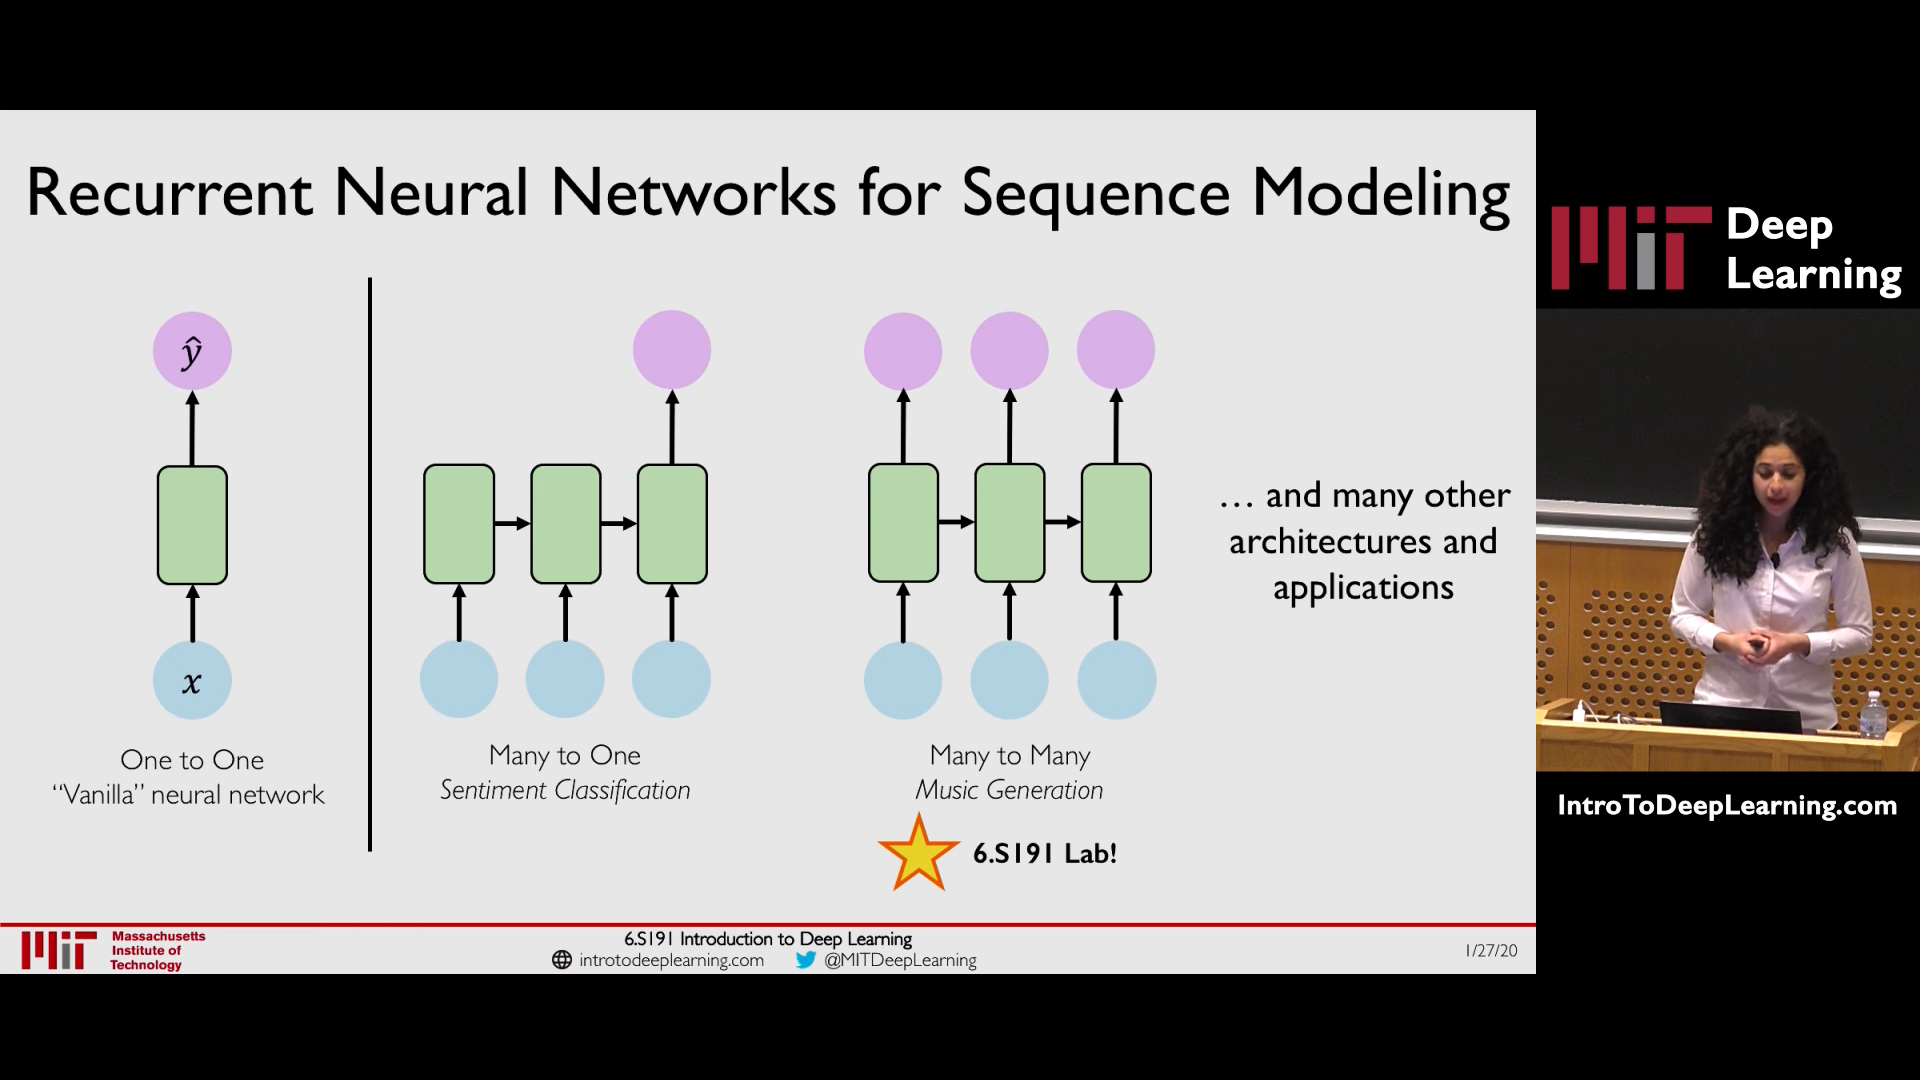 Recurrent Neural Networks for Sequence Modeling
ŷ
x
One to One
“Vanilla” neural network
Many to One
Sentiment Classification
Many to Many
Music Generation
6.S191 Lab!
… and many other
architectures and
applications
Massachusetts
Institute of
Technology
6.S191 Introduction to Deep Learning
introtodeeplearning.com @MITDeepLearning
1/27/20
MIT Deep
Learning
IntroToDeepLearning.com